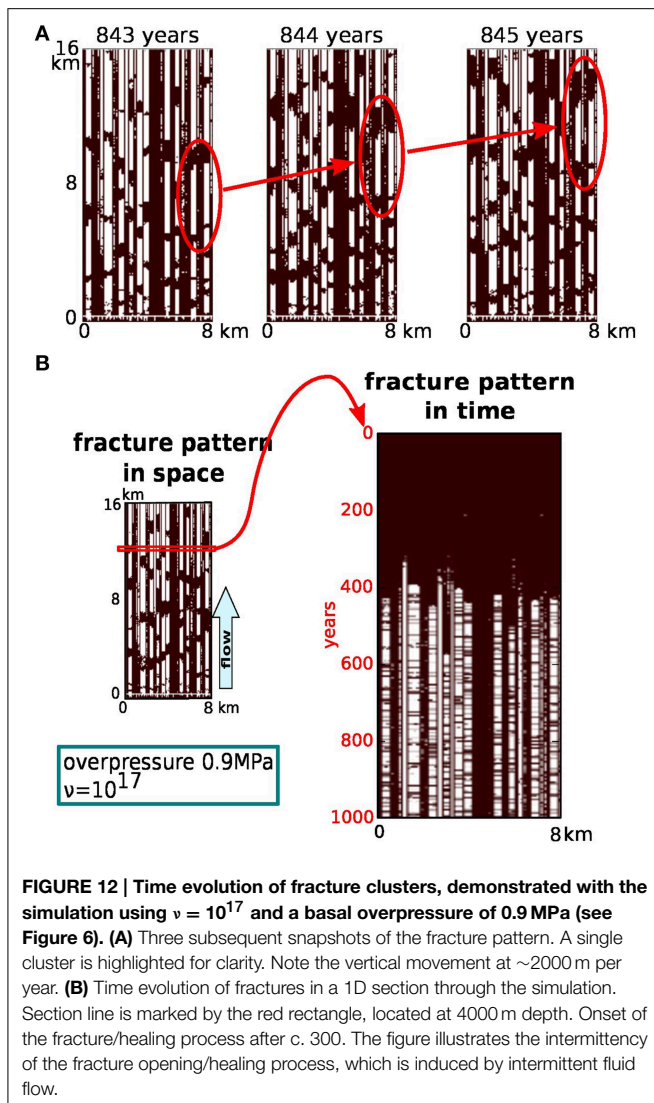 A
843 years 844 years 845 years
16
km
8
0
0 8 km 0 8 km 0 8 km
B
fracture pattern
in space
km
16
8
0
0 8 km
flow
overpressure 0.9MPa
ν=10^17
fracture pattern
in time
0
200
400
600
800
1000
years
0 8km
FIGURE 12 | Time evolution of fracture clusters, demonstrated with the
simulation using ν = 10^17 and a basal overpressure of 0.9 MPa (see
Figure 6). (A) Three subsequent snapshots of the fracture pattern. A single
cluster is highlighted for clarity. Note the vertical movement at ~2000 m per
year. (B) Time evolution of fractures in a 1D section through the simulation.
Section line is marked by the red rectangle, located at 4000 m depth. Onset of
the fracture/healing process after c. 300. The figure illustrates the intermittency
of the fracture opening/healing process, which is induced by intermittent fluid
flow.